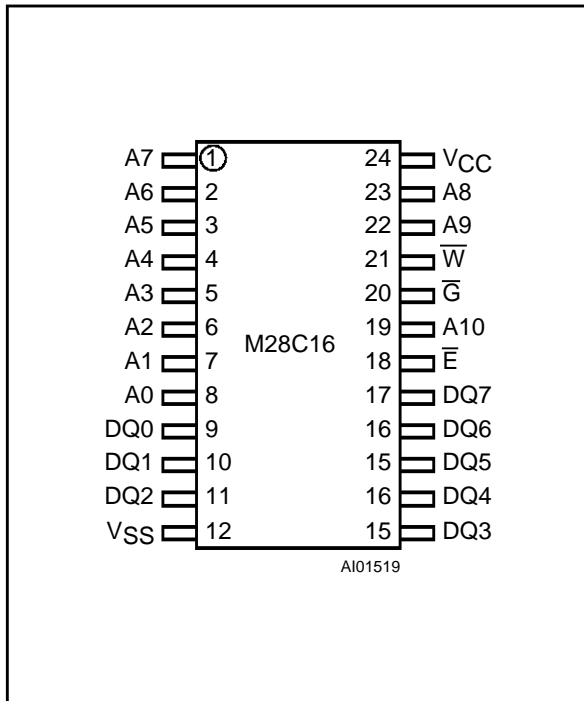 A7 1 24 VCC
A6 2 23 A8
A5 3 22 A9
A4 4 21 W̅
A3 5 20 G̅
A2 6 19 A10
M28C16
A1 7 18 E̅
A0 8 17 DQ7
DQ0 9 16 DQ6
DQ1 10 15 DQ5
DQ2 11 16 DQ4
VSS 12 15 DQ3
AI01519